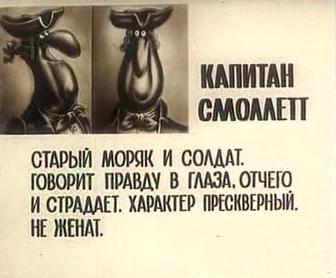 КАПИТАН
СМОЛЛЕТТ
СТАРЫЙ МОРЯК И СОЛДАТ.
ГОВОРИТ ПРАВДУ В ГЛАЗА, ОТЧЕГО
И СТРАДАЕТ. ХАРАКТЕР ПРЕСКВЕРНЫЙ.
НЕ ЖЕНАТ.